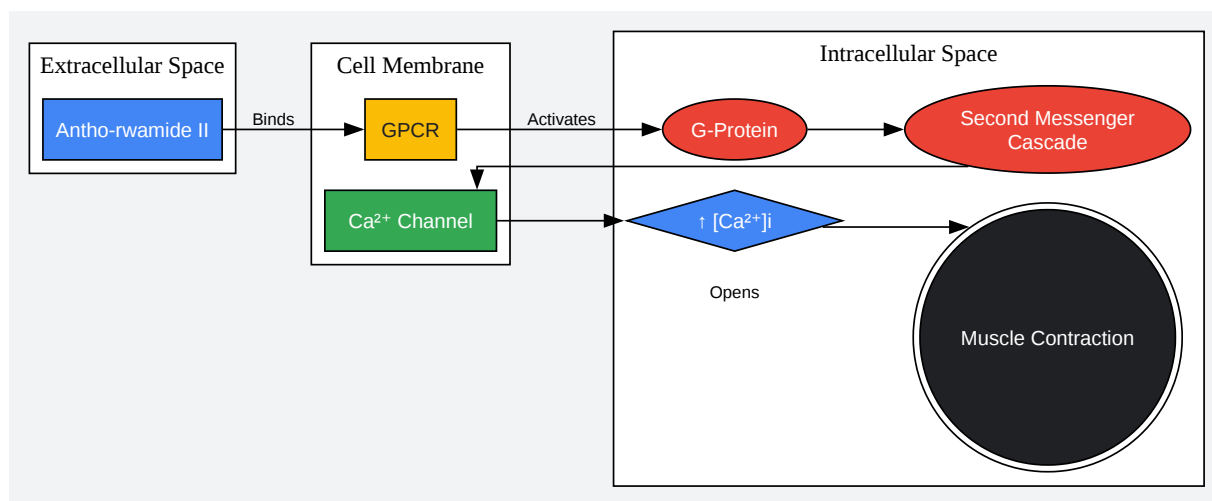 Extracellular Space
Antho-rwamide II
Binds
Cell Membrane
GPCR
Activates
Ca²⁺ Channel
Intracellular Space
G-Protein
Second Messenger
Cascade
↑ [Ca²⁺]i
Opens
Muscle Contraction